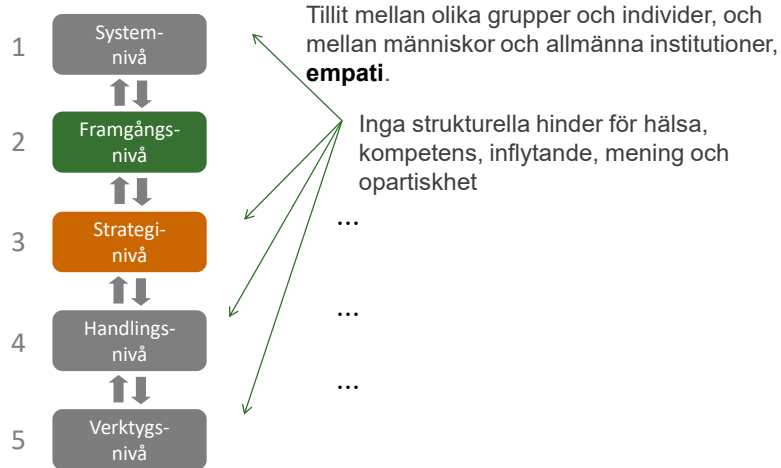 Tillit mellan olika grupper och individer, och
mellan människor och allmänna institutioner,
empati.
1
System-
nivå
2
Framgångs-
nivå
Inga strukturella hinder för hälsa,
kompetens, inflytande, mening och
opartiskhet
3
Strategi-
nivå
...
4
Handlings-
nivå
...
...
5
Verktygs-
nivå